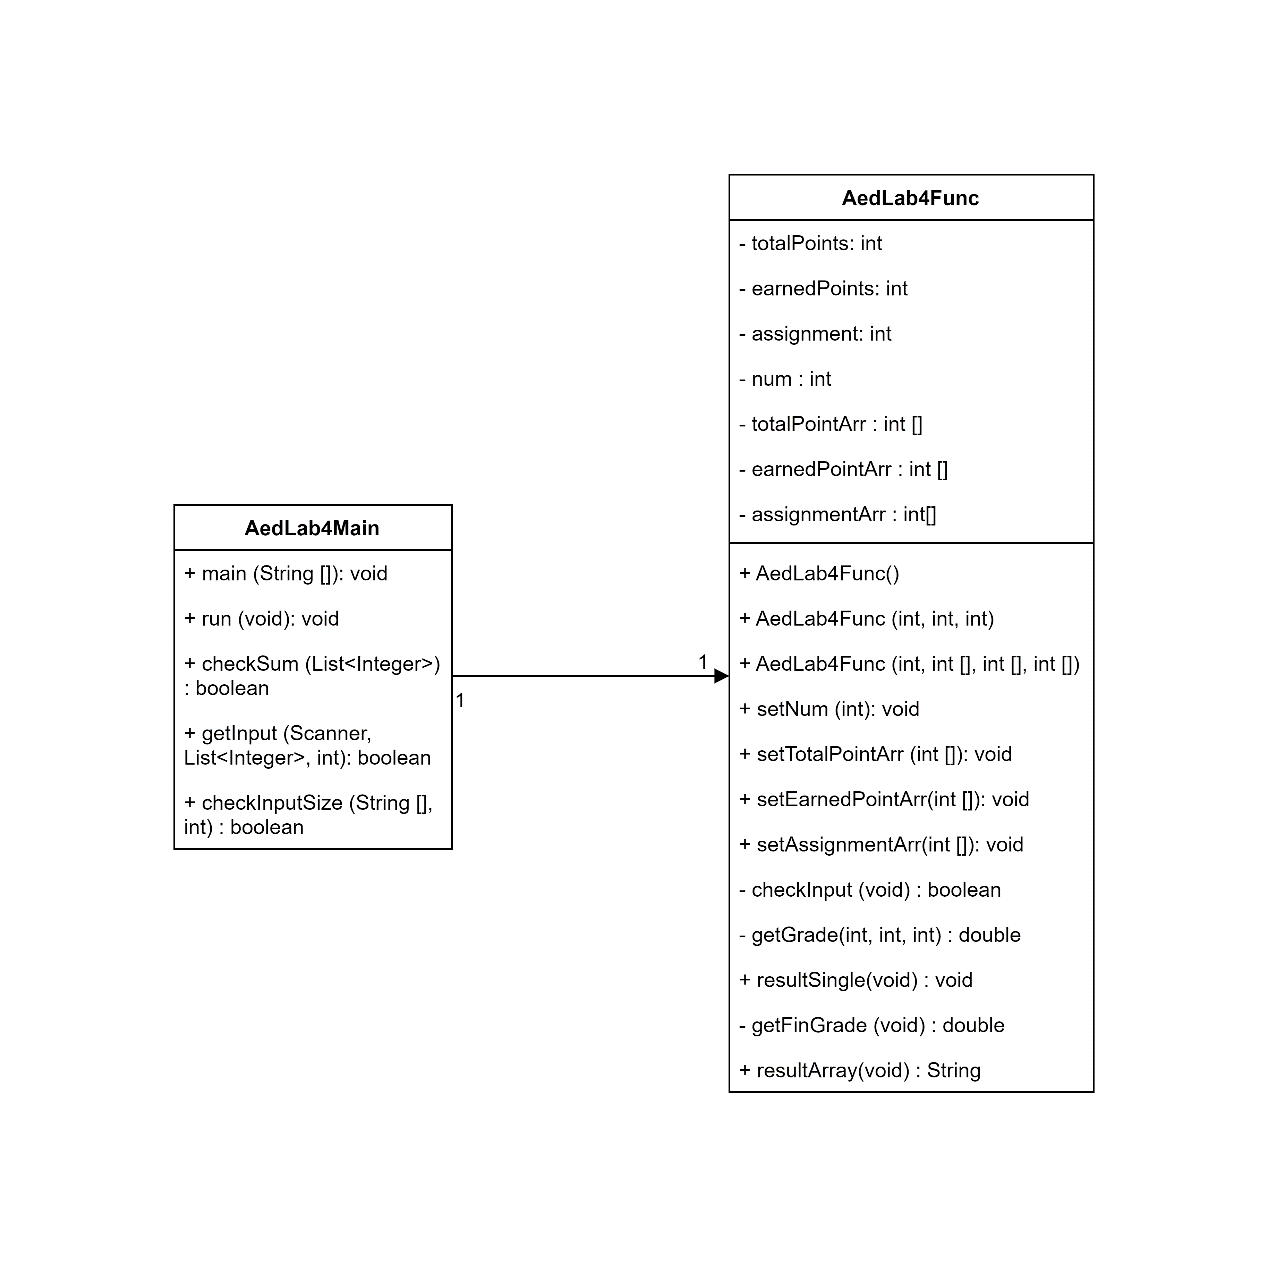 AedLab4Main
+ main (String []): void
+ run (void): void
+ checkSum (List<Integer>)
: boolean
+ getInput (Scanner,
List<Integer>, int): boolean
+ checkInputSize (String [],
int) : boolean
1
1
AedLab4Func
- totalPoints: int
- earnedPoints: int
- assignment: int
- num : int
- totalPointArr : int []
- earnedPointArr : int []
- assignmentArr : int[]
+ AedLab4Func()
+ AedLab4Func (int, int, int)
+ AedLab4Func (int, int [], int [], int [])
+ setNum (int): void
+ setTotalPointArr (int []): void
+ setEarnedPointArr(int []): void
+ setAssignmentArr(int []): void
- checkInput (void) : boolean
- getGrade(int, int, int) : double
+ resultSingle(void) : void
- getFinGrade (void) : double
+ resultArray(void) : String